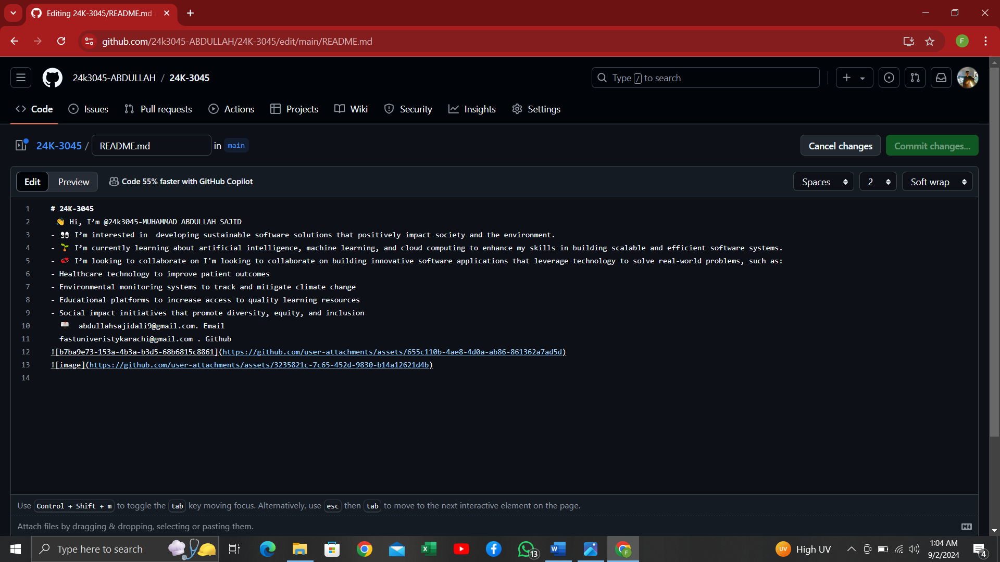 Editing 24K-3045/README.md
github.com/24k3045-ABDULLAH/24K-3045/edit/main/README.md
F
24k3045-ABDULLAH / 24K-3045
Type / to search
Code Issues Pull requests Actions Projects Wiki Security Insights Settings
24K-3045 / README.md in main
Cancel changes Commit changes...
Edit Preview Code 55% faster with GitHub Copilot
Spaces 2 Soft wrap
1 # 24K-3045
2 👋 Hi, I’m @24k3045-MUHAMMAD ABDULLAH SAJID
3 - 👀 I’m interested in  developing sustainable software solutions that positively impact society and the environment.
4 - 🌱 I’m currently learning about artificial intelligence, machine learning, and cloud computing to enhance my skills in building scalable and efficient software systems.
5 - 💞️ I’m looking to collaborate on I'm looking to collaborate on building innovative software applications that leverage technology to solve real-world problems, such as:
6 - Healthcare technology to improve patient outcomes
7 - Environmental monitoring systems to track and mitigate climate change
8 - Educational platforms to increase access to quality learning resources
9 - Social impact initiatives that promote diversity, equity, and inclusion
10 📫 abdullahsajidali9@gmail.com. Email
11 fastuniveristykarachi@gmail.com . Github
12 ![b7ba9e73-153a-4b3a-b3d5-68b6815c8861](https://github.com/user-attachments/assets/655c110b-4ae8-4d0a-ab86-861362a7ad5d)
13 ![image](https://github.com/user-attachments/assets/3235821c-7c65-452d-9830-b14a12621d4b)
14
Use Control + Shift + m to toggle the tab key moving focus. Alternatively, use esc then tab to move to the next interactive element on the page.
Attach files by dragging & dropping, selecting or pasting them.
Type here to search
13
UV High UV
1:04 AM
9/2/2024
4